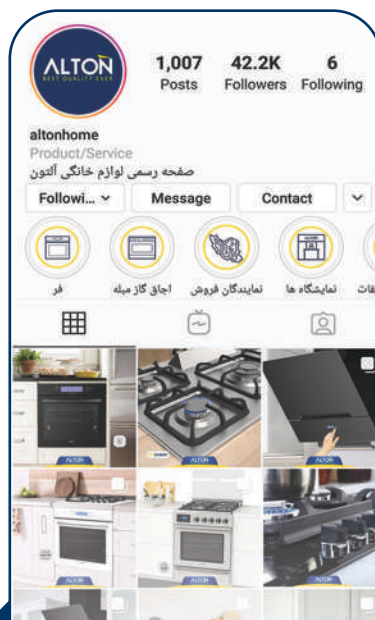 ALTON
BEST QUALITY EVER
1,007 42.2K 6
Posts Followers Following
altonhome
Product/Service
صفحه رسمی لوازم خانگی آلتون
Followi... Message Contact
فر
اجاق گاز مبله
نمایندگان فروش
نمایشگاه ها
ALTON
ALTON
ALTON
ALTON
ALTON
ALTON